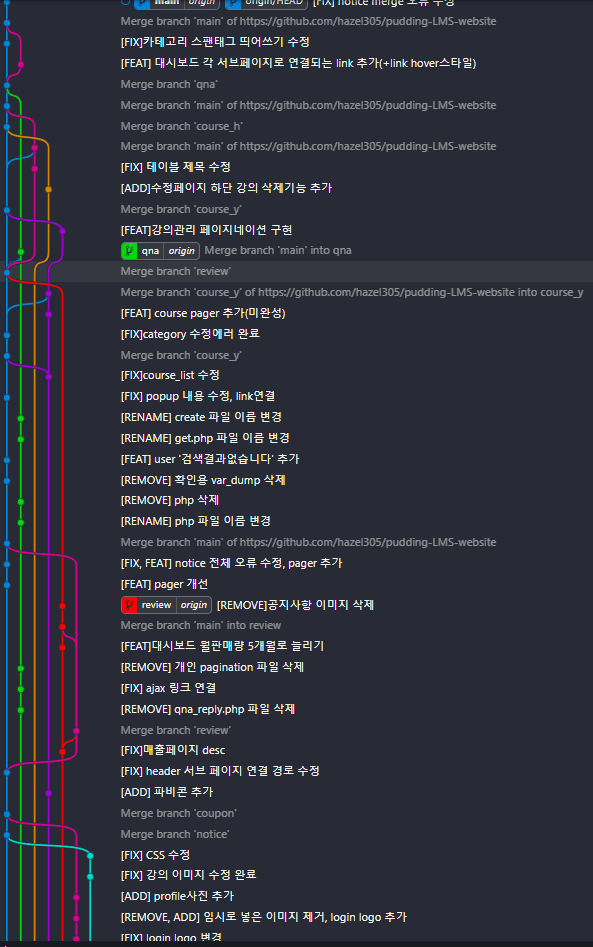 main origin origin/HEAD [FIX] notice merge 오류 수정
Merge branch 'main' of https://github.com/hazel305/pudding-LMS-website
[FIX]카테고리 스팬태그 띄어쓰기 수정
[FEAT] 대시보드 각 서브페이지로 연결되는 link 추가(+link hover스타일)
Merge branch 'qna'
Merge branch 'main' of https://github.com/hazel305/pudding-LMS-website
Merge branch 'course_h'
Merge branch 'main' of https://github.com/hazel305/pudding-LMS-website
[FIX] 테이블 제목 수정
[ADD]수정페이지 하단 강의 삭제기능 추가
Merge branch 'course_y'
[FEAT]강의관리 페이지네이션 구현
qna origin Merge branch 'main' into qna
Merge branch 'review'
Merge branch 'course_y' of https://github.com/hazel305/pudding-LMS-website into course_y
[FEAT] course pager 추가(미완성)
[FIX]category 수정에러 완료
Merge branch 'course_y'
[FIX]course_list 수정
[FIX] popup 내용 수정, link연결
[RENAME] create 파일 이름 변경
[RENAME] get.php 파일 이름 변경
[FEAT] user '검색결과없습니다' 추가
[REMOVE] 확인용 var_dump 삭제
[REMOVE] php 삭제
[RENAME] php 파일 이름 변경
Merge branch 'main' of https://github.com/hazel305/pudding-LMS-website
[FIX, FEAT] notice 전체 오류 수정, pager 추가
[FEAT] pager 개선
review origin [REMOVE]공지사항 이미지 삭제
Merge branch 'main' into review
[FEAT]대시보드 월판매량 5개월로 늘리기
[REMOVE] 개인 pagination 파일 삭제
[FIX] ajax 링크 연결
[REMOVE] qna_reply.php 파일 삭제
Merge branch 'review'
[FIX]매출페이지 desc
[FIX] header 서브 페이지 연결 경로 수정
[ADD] 파비콘 추가
Merge branch 'coupon'
Merge branch 'notice'
[FIX] CSS 수정
[FIX] 강의 이미지 수정 완료
[ADD] profile사진 추가
[REMOVE, ADD] 임시로 넣은 이미지 제거, login logo 추가
[FIX] login logo 변경